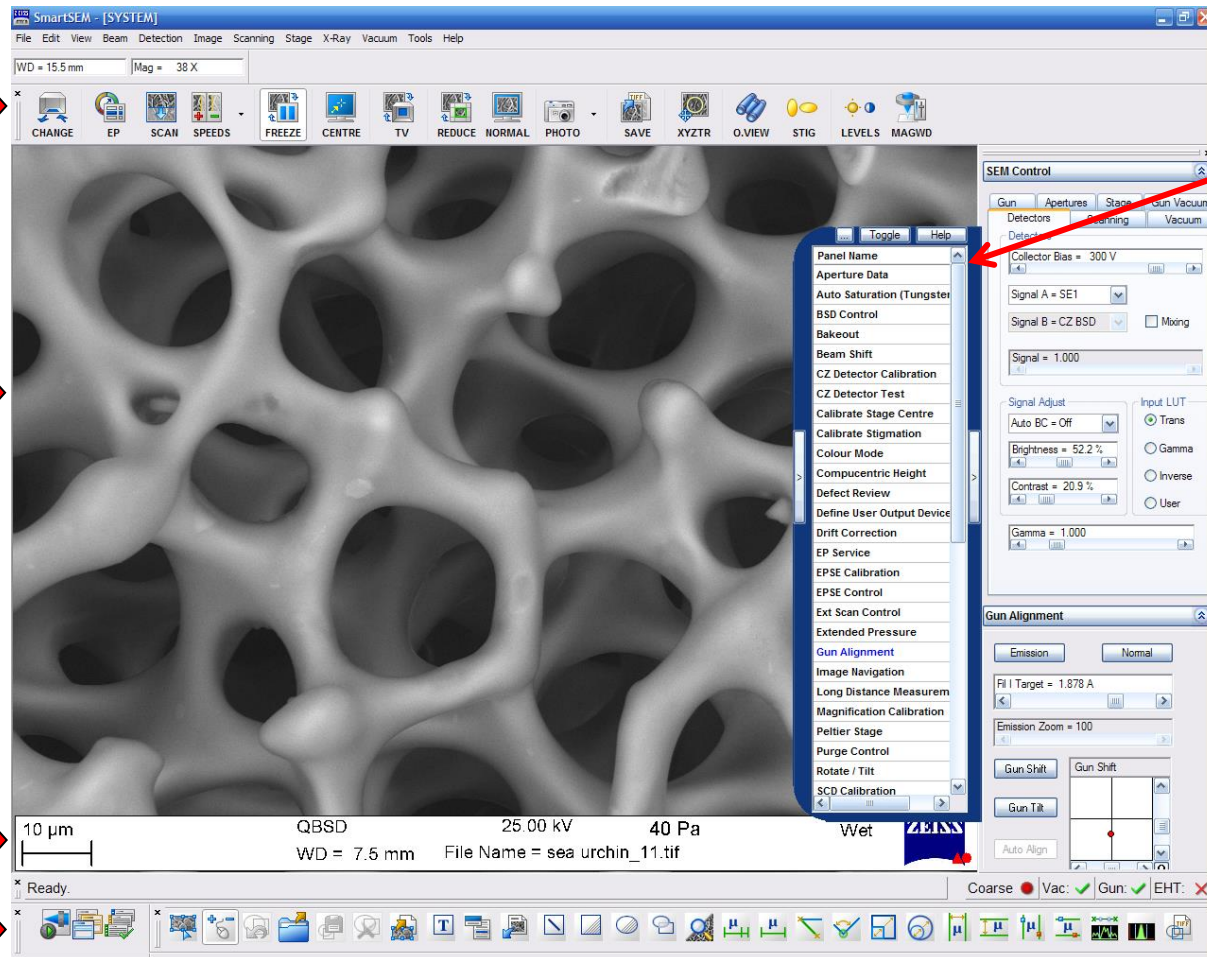 ZEISS SmartSEM - [SYSTEM]
File Edit View Beam Detection Image Scanning Stage X-Ray Vacuum Tools Help
WD = 15.5 mm Mag = 38 X
CHANGE EP SCAN SPEEDS FREEZE CENTRE TV REDUCE NORMAL PHOTO SAVE XYZTR O.VIEW STIG LEVELS MAGWD
SEM Control
Gun Apertures Stage Gun Vacuum
Detectors Scanning Vacuum
Detectors
Collector Bias = 300 V
Signal A = SE1
Signal B = CZ BSD Mixing
Signal = 1.000
Signal Adjust Input LUT
Auto BC = Off Trans
Brightness = 52.2 % Gamma
Inverse
Contrast = 20.9 %
User
Gamma = 1.000
... Toggle Help
Panel Name
Aperture Data
Auto Saturation (Tungster
BSD Control
Bakeout
Beam Shift
CZ Detector Calibration
CZ Detector Test
Calibrate Stage Centre
Calibrate Stigmation
Colour Mode
Compucentric Height
Defect Review
Define User Output Device
Drift Correction
EP Service
EPSE Calibration
EPSE Control
Ext Scan Control
Extended Pressure
Gun Alignment
Image Navigation
Long Distance Measurem
Magnification Calibration
Peltier Stage
Purge Control
Rotate / Tilt
SCD Calibration
Gun Alignment
Emission Normal
Fil I Target = 1.878 A
Emission Zoom = 100
Gun Shift Gun Shift
Gun Tilt
Auto Align
10 µm QBSD 25.00 kV 40 Pa Wet ZEISS
WD = 7.5 mm File Name = sea urchin_11.tif
Ready. Coarse Vac: Gun: EHT: